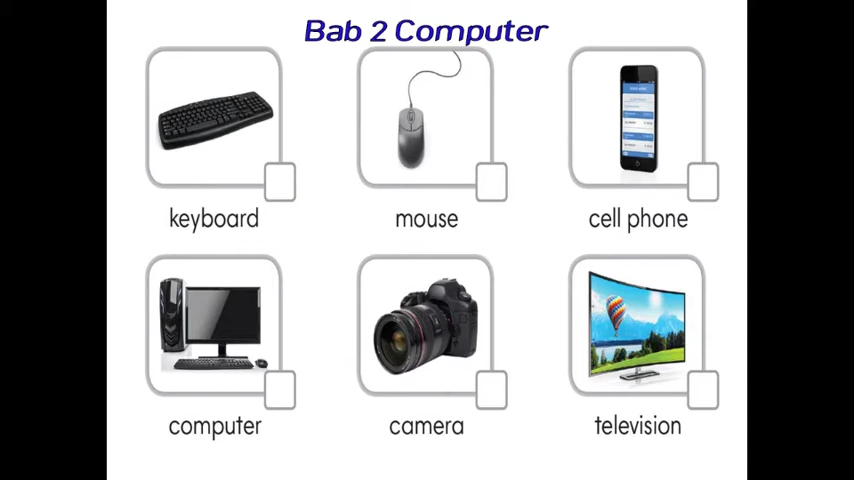 Bab 2 Computer
keyboard
mouse
cell phone
computer
camera
television